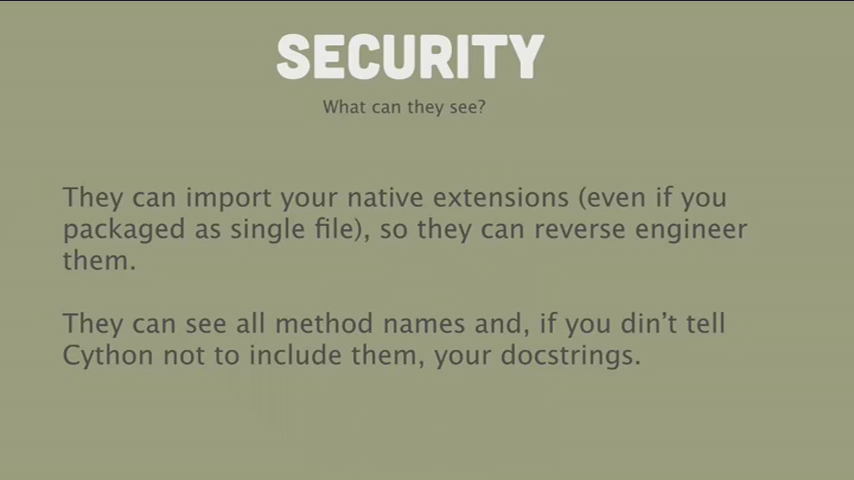 SECURITY
What can they see?
They can import your native extensions (even if you
packaged as single file), so they can reverse engineer
them.
They can see all method names and, if you din’t tell
Cython not to include them, your docstrings.